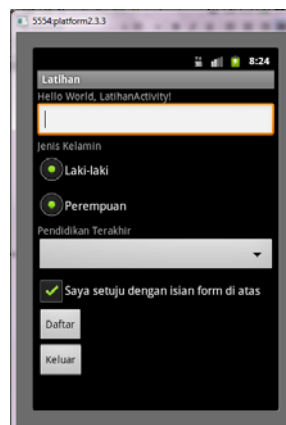 5554:platform2.3.3
8:24
Latihan
Hello World, LatihanActivity!
Jenis Kelamin
Laki-laki
Perempuan
Pendidikan Terakhir
Saya setuju dengan isian form di atas
Daftar
Keluar